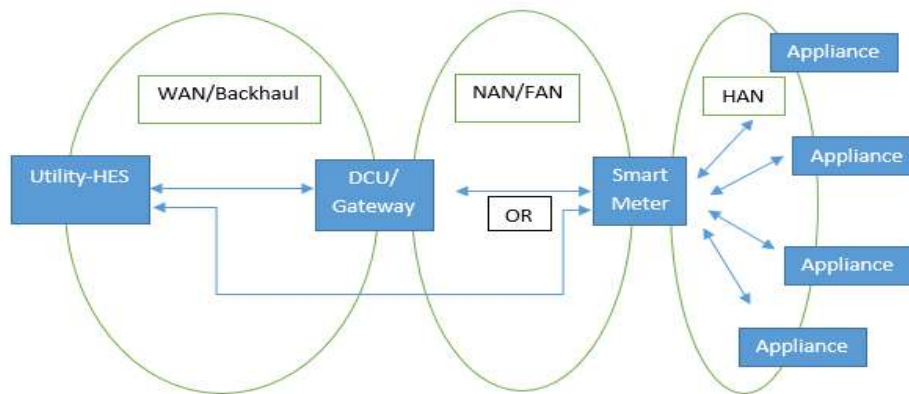 Appliance
WAN/Backhaul
NAN/FAN
HAN
Utility-HES
DCU/
Gateway
Smart
Meter
Appliance
OR
Appliance
Appliance